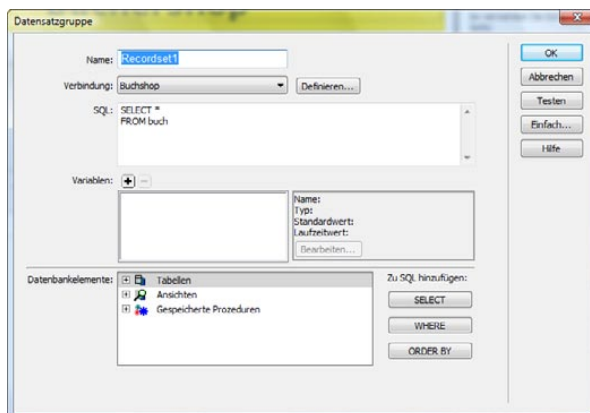 Datensatzgruppe
Name: Recordset1
Verbindung: Buchshop
Definieren...
SQL: SELECT *
FROM buch
Variablen:
Name:
Typ:
Standardwert:
Laufzeitwert:
Bearbeiten...
Datenbankelemente:
Tabellen
Ansichten
Gespeicherte Prozeduren
Zu SQL hinzufügen:
SELECT
WHERE
ORDER BY
OK
Abbrechen
Testen
Einfach...
Hilfe